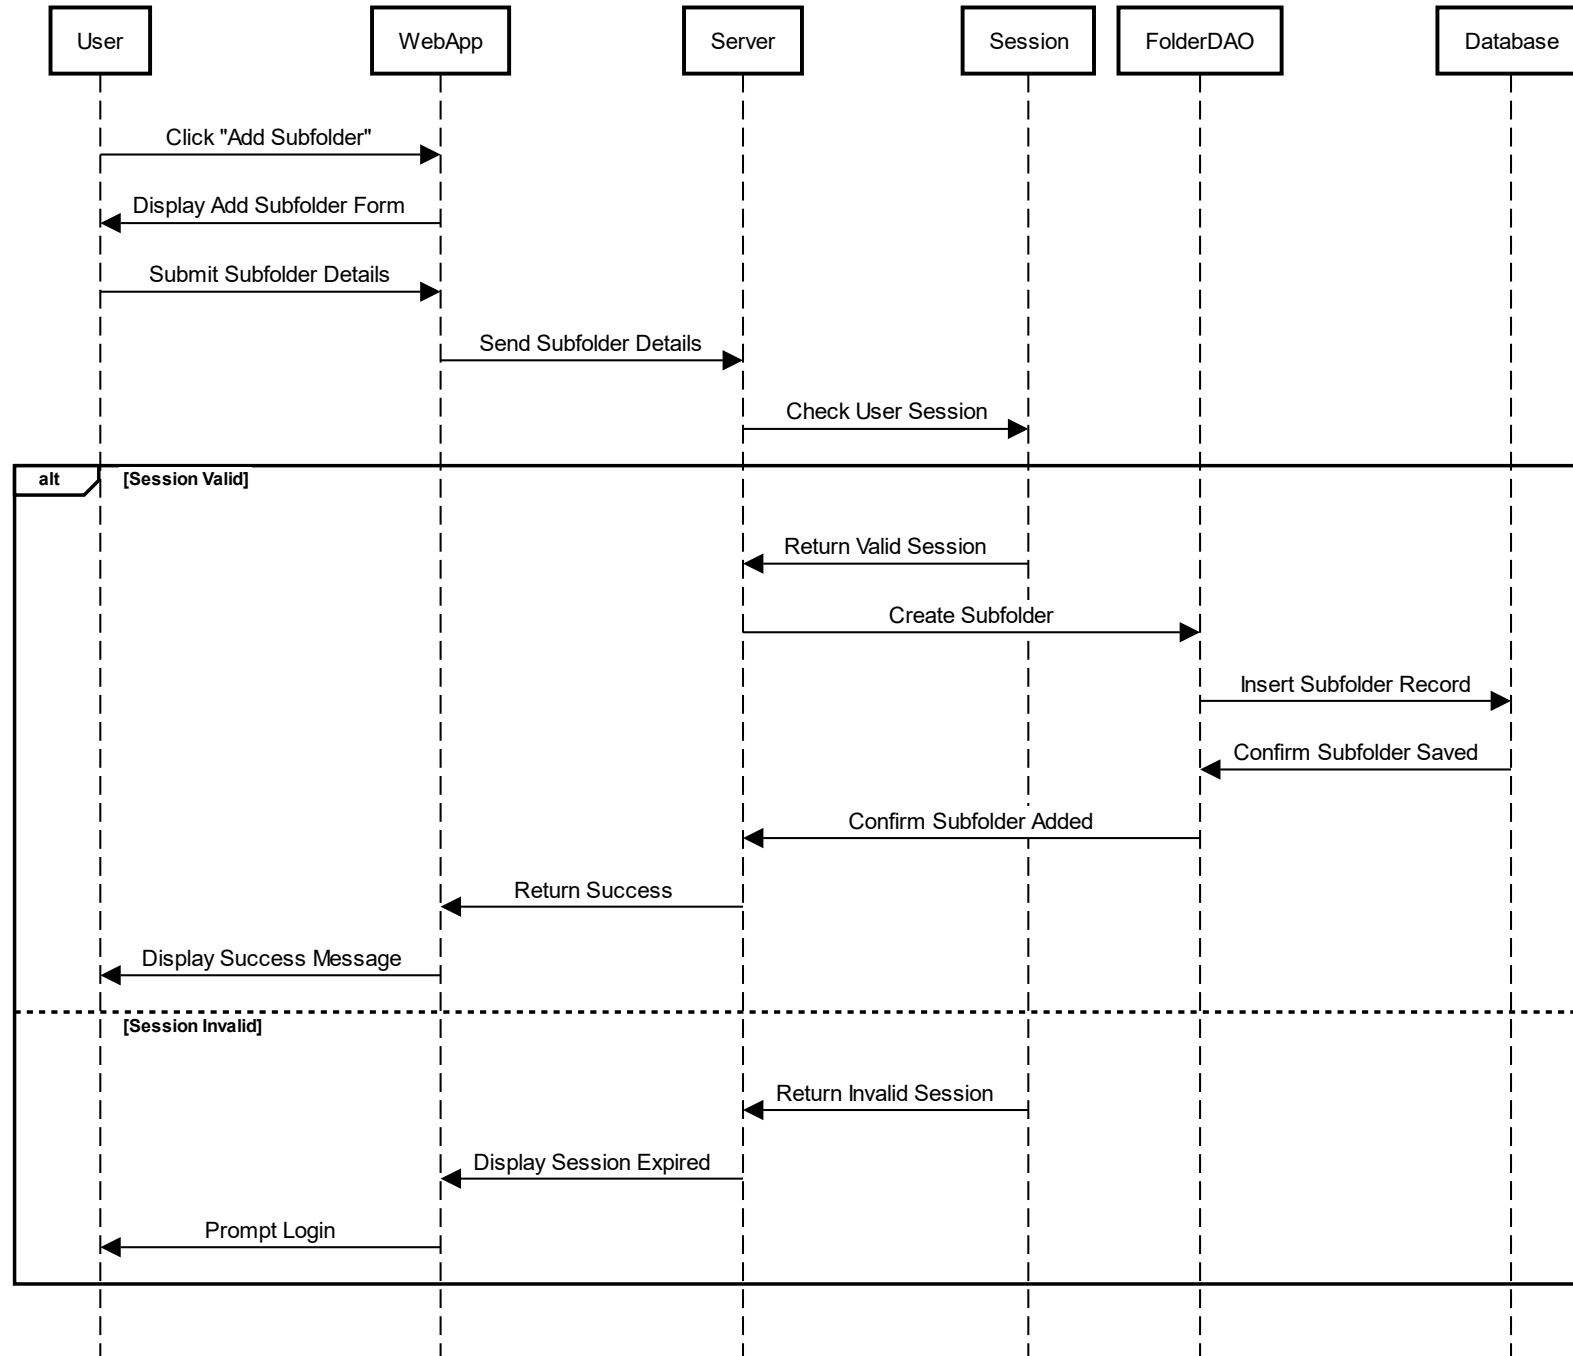 User
WebApp
Server
Session
FolderDAO
Database
Click "Add Subfolder"
Display Add Subfolder Form
Submit Subfolder Details
Send Subfolder Details
Check User Session
alt
[Session Valid]
Return Valid Session
Create Subfolder
Insert Subfolder Record
Confirm Subfolder Saved
Confirm Subfolder Added
Return Success
Display Success Message
[Session Invalid]
Return Invalid Session
Display Session Expired
Prompt Login